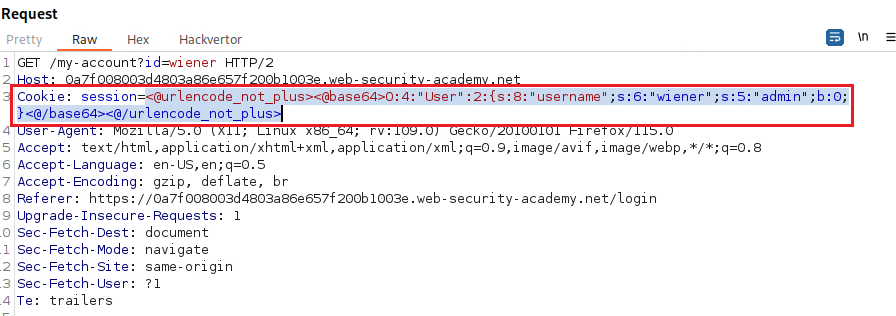 Request
Pretty Raw Hex Hackvertor \n
1 GET /my-account?id=wiener HTTP/2
2 Host: 0a7f008003d4803a86e657f200b1003e.web-security-academy.net
3 Cookie: session=<@urlencode_not_plus><@base64>O:4:"User":2:{s:8:"username";s:6:"wiener";s:5:"admin";b:0;
}<@/base64><@/urlencode_not_plus>
4 User-Agent: Mozilla/5.0 (X11; Linux x86_64; rv:109.0) Gecko/20100101 Firefox/115.0
5 Accept: text/html,application/xhtml+xml,application/xml;q=0.9,image/avif,image/webp,*/*;q=0.8
6 Accept-Language: en-US,en;q=0.5
7 Accept-Encoding: gzip, deflate, br
8 Referer: https://0a7f008003d4803a86e657f200b1003e.web-security-academy.net/login
9 Upgrade-Insecure-Requests: 1
0 Sec-Fetch-Dest: document
1 Sec-Fetch-Mode: navigate
2 Sec-Fetch-Site: same-origin
3 Sec-Fetch-User: ?1
4 Te: trailers